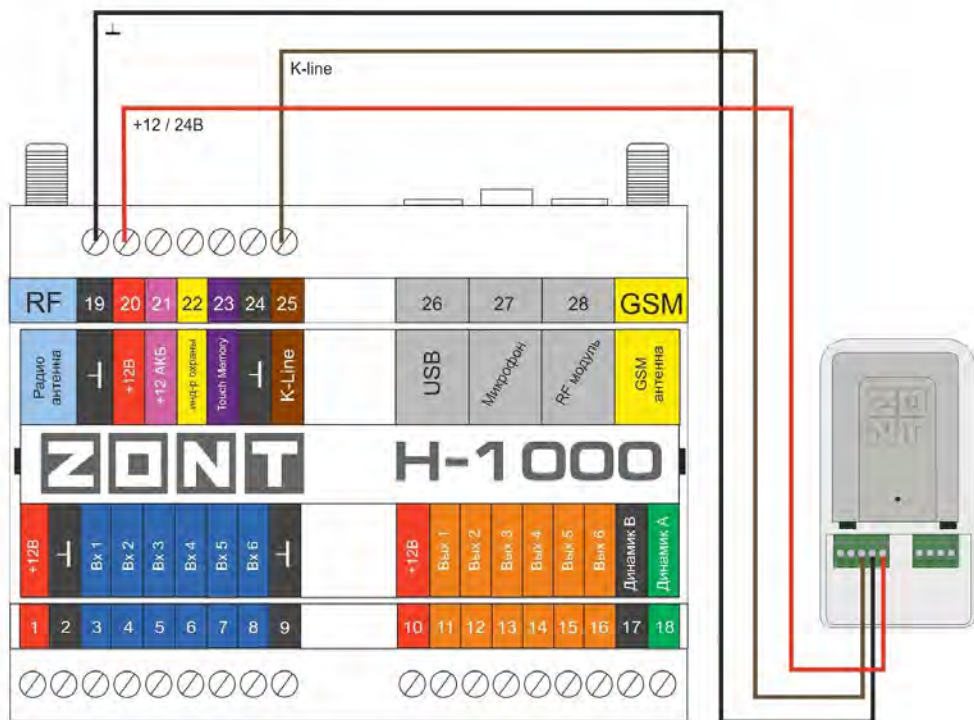 ⊥
K-line
+12 / 24В
RF 19 20 21 22 23 24 25 26 27 28 GSM
Радио антенна
⊥
+12В
+12 АКБ
инд-р охраны
Touch Memory
⊥
K-Line
USB
Микрофон
RF модуль
GSM антенна
ZONT H-1000
ZONT
+12В ⊥ Вх 1 Вх 2 Вх 3 Вх 4 Вх 5 Вх 6 ⊥ +12В Вых 1 Вых 2 Вых 3 Вых 4 Вых 5 Вых 6 Динамик В Динамик А
1 2 3 4 5 6 7 8 9 10 11 12 13 14 15 16 17 18